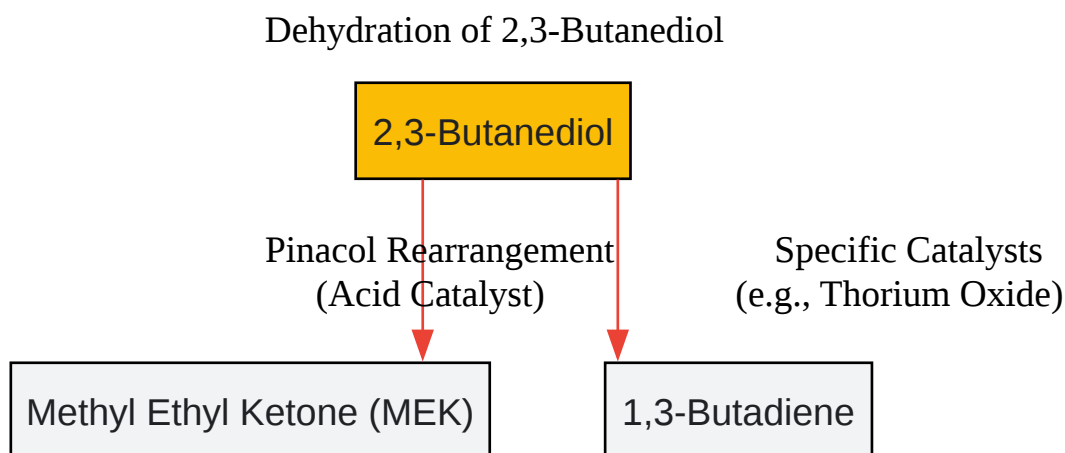 Dehydration of 2,3-Butanediol
2,3-Butanediol
Pinacol Rearrangement
(Acid Catalyst)
Specific Catalysts
(e.g., Thorium Oxide)
Methyl Ethyl Ketone (MEK)
1,3-Butadiene